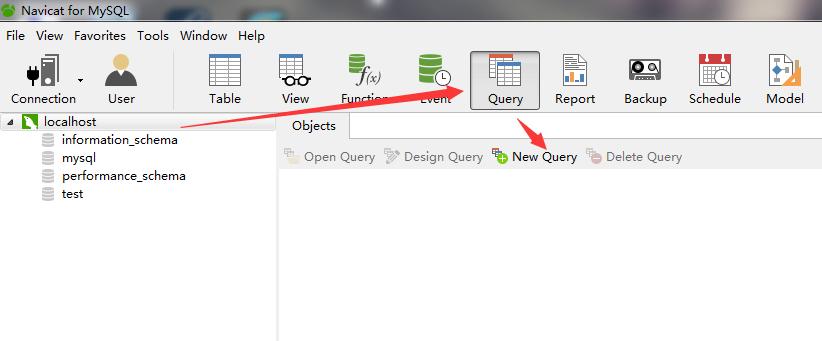 Navicat for MySQL
File View Favorites Tools Window Help
Connection User Table View Function Event Query Report Backup Schedule Model
localhost
Objects
information_schema
mysql
performance_schema
test
Open Query Design Query New Query Delete Query